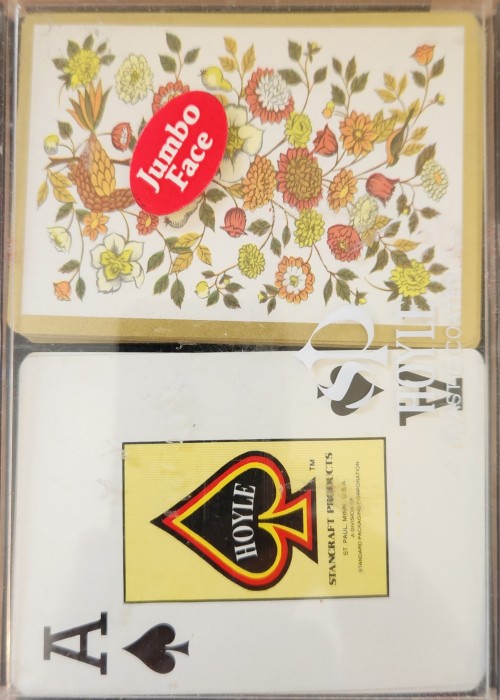 Jumbo
Face
HOYLE
A
HOYLE
TM
STANCRAFT PRODUCTS
ST. PAUL, MINN., U.S.A.
A DIVISION OF
STANDARD PACKAGING CORPORATION
A